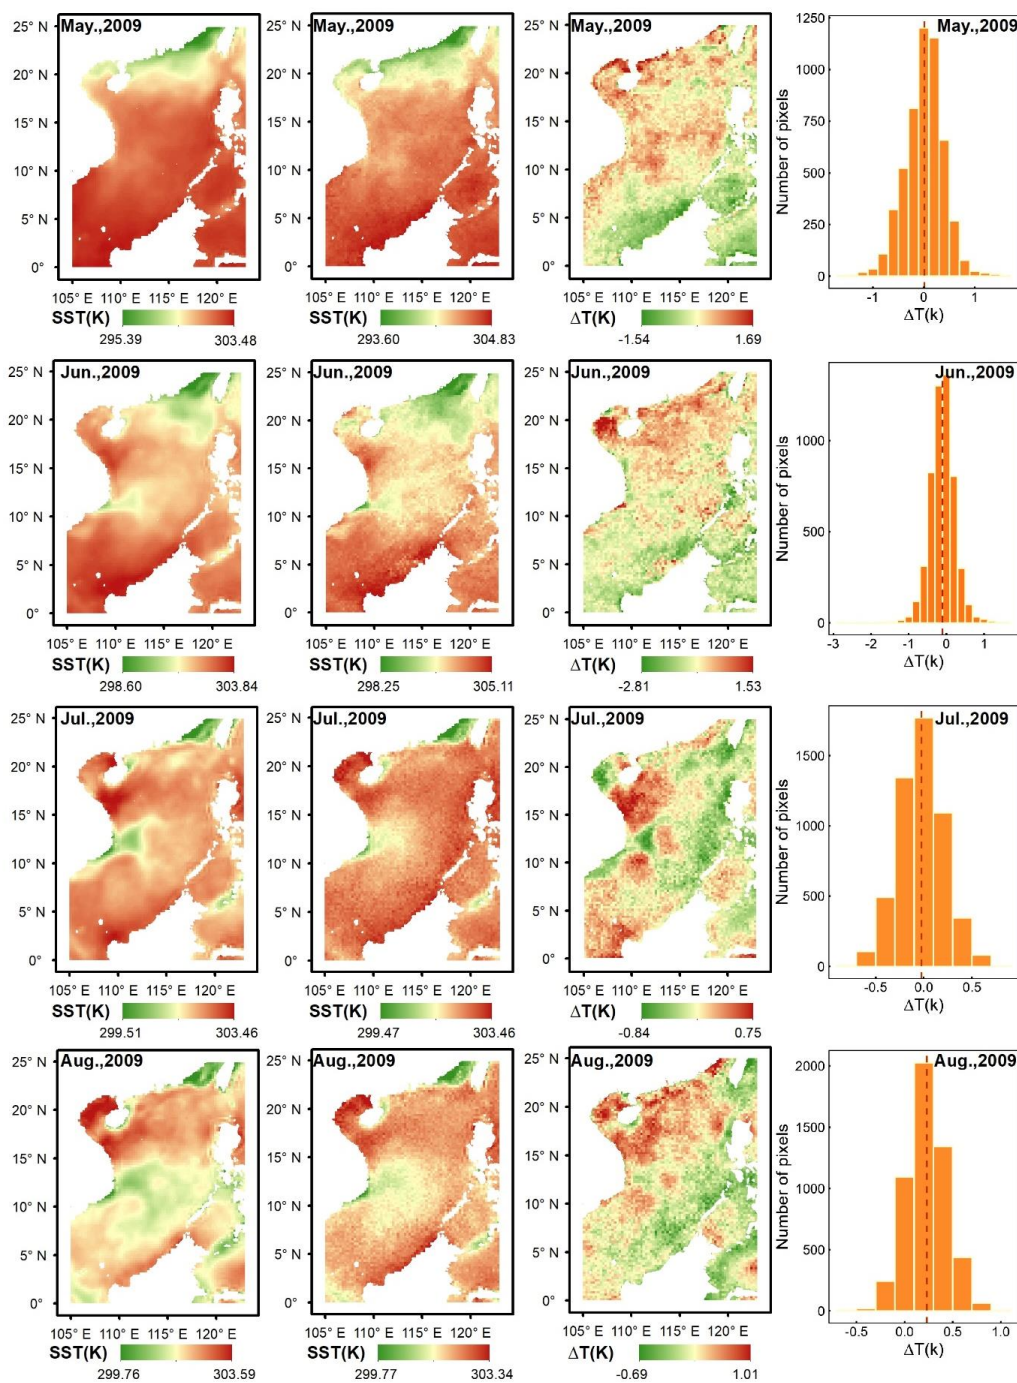 May.,2009 May.,2009 May.,2009 May.,2009
25° N 25° N 25° N 1250
20° N 20° N 20° N 1000
15° N 15° N 15° N 750
10° N 10° N 10° N 500
5° N 5° N 5° N 250
0° 0° 0° 0
Number of pixels
105° E 110° E 115° E 120° E 105° E 110° E 115° E 120° E 105° E 110° E 115° E 120° E -1 0 1
SST(K) SST(K) ΔT(K) ΔT(k)
295.39 303.48 293.60 304.83 -1.54 1.69
Jun.,2009 Jun.,2009 Jun.,2009 Jun.,2009
25° N 25° N 25° N
20° N 20° N 20° N 1000
15° N 15° N 15° N
10° N 10° N 10° N 500
5° N 5° N 5° N
0° 0° 0° 0
Number of pixels
105° E 110° E 115° E 120° E 105° E 110° E 115° E 120° E 105° E 110° E 115° E 120° E -3 -2 -1 0 1
SST(K) SST(K) ΔT(K) ΔT(k)
298.60 303.84 298.25 305.11 -2.81 1.53
Jul.,2009 Jul.,2009 Jul.,2009 Jul.,2009
25° N 25° N 25° N 1500
20° N 20° N 20° N
15° N 15° N 15° N 1000
10° N 10° N 10° N 500
5° N 5° N 5° N
0° 0° 0° 0
Number of pixels
105° E 110° E 115° E 120° E 105° E 110° E 115° E 120° E 105° E 110° E 115° E 120° E -0.5 0.0 0.5
SST(K) SST(K) ΔT(K) ΔT(k)
299.51 303.46 299.47 303.46 -0.84 0.75
Aug.,2009 Aug.,2009 Aug.,2009 Aug.,2009
25° N 25° N 25° N 2000
20° N 20° N 20° N 1500
15° N 15° N 15° N 1000
10° N 10° N 10° N
5° N 5° N 5° N 500
0° 0° 0° 0
Number of pixels
105° E 110° E 115° E 120° E 105° E 110° E 115° E 120° E 105° E 110° E 115° E 120° E -0.5 0.0 0.5 1.0
SST(K) SST(K) ΔT(K) ΔT(k)
299.76 303.59 299.77 303.34 -0.69 1.01